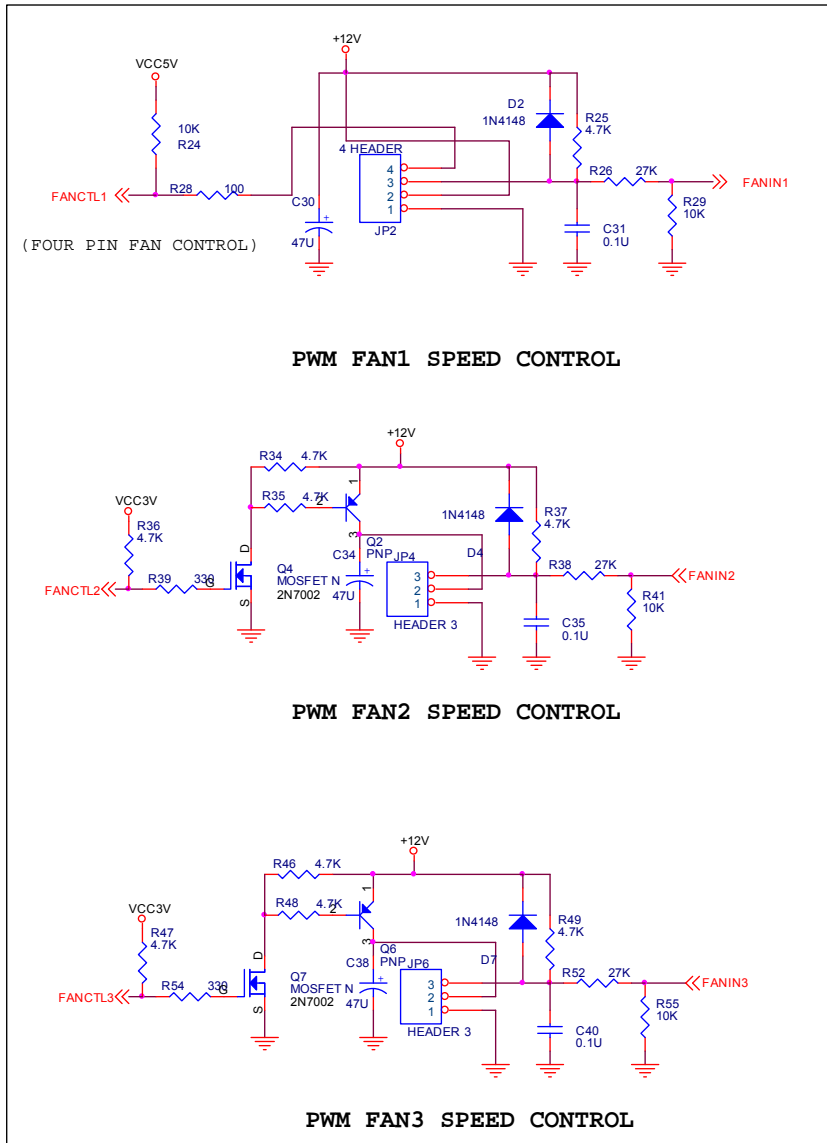 +12V
VCC5V
D2
1N4148
R25
4.7K
10K
R24
4 HEADER
R28 100
FANCTL1
4
3
2
1
JP2
R26 27K
FANIN1
C30
+
47U
R29
10K
C31
0.1U
(FOUR PIN FAN CONTROL)
PWM FAN1 SPEED CONTROL
+12V
R34 4.7K
1
R35 4.7K
2
VCC3V
R36
4.7K
1N4148
R37
4.7K
D
3
Q2
PNP
C34
+
47U
JP4
D4
R38 27K
FANIN2
FANCTL2
R39 330
G
S
Q4
MOSFET N
2N7002
3
2
1
HEADER 3
R41
10K
C35
0.1U
PWM FAN2 SPEED CONTROL
+12V
R46 4.7K
1
R48 4.7K
2
VCC3V
R47
4.7K
1N4148
R49
4.7K
D
3
Q6
PNP
C38
+
47U
JP6
D7
R52 27K
FANIN3
FANCTL3
R54 330
G
S
Q7
MOSFET N
2N7002
3
2
1
HEADER 3
R55
10K
C40
0.1U
PWM FAN3 SPEED CONTROL